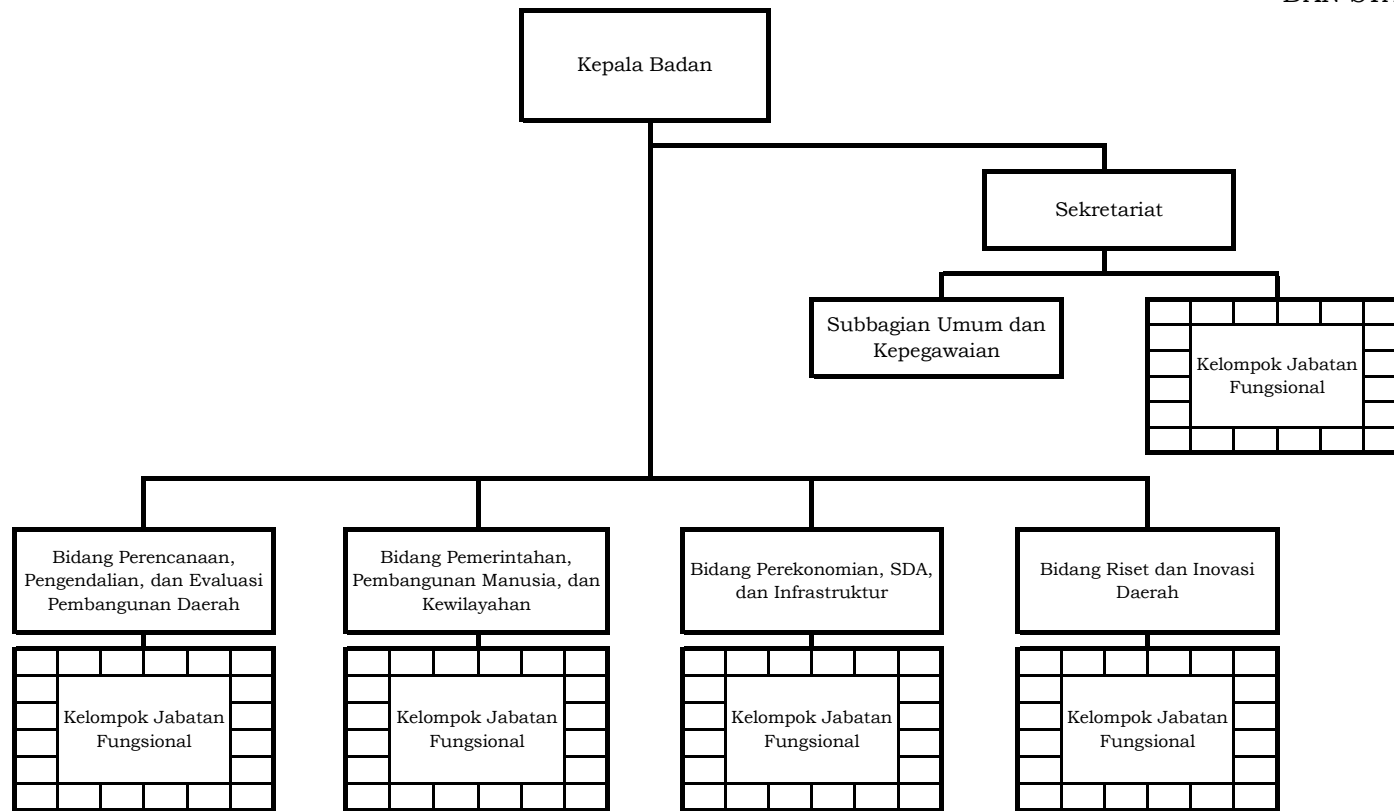 Kepala Badan
Sekretariat
Subbagian Umum dan
Kepegawaian
Kelompok Jabatan
Fungsional
Bidang Perencanaan,
Pengendalian, dan Evaluasi
Pembangunan Daerah
Bidang Pemerintahan,
Pembangunan Manusia, dan
Kewilayahan
Bidang Perekonomian, SDA,
dan Infrastruktur
Bidang Riset dan Inovasi
Daerah
Kelompok Jabatan
Fungsional
Kelompok Jabatan
Fungsional
Kelompok Jabatan
Fungsional
Kelompok Jabatan
Fungsional